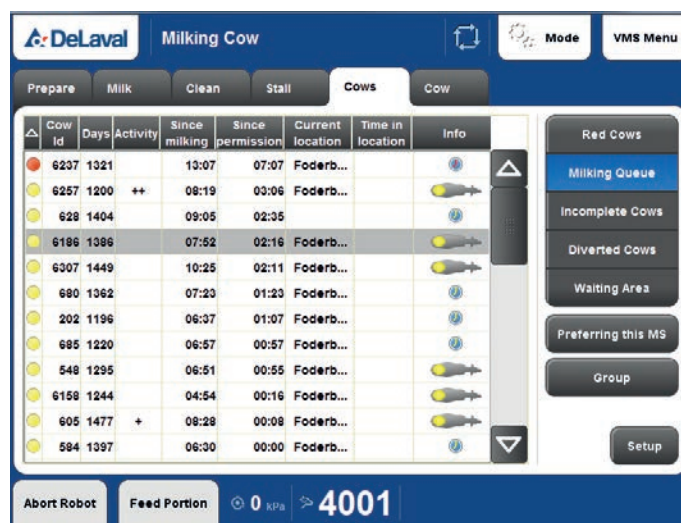 DeLaval Milking Cow Mode VMS Menu
Prepare Milk Clean Stall Cows Cow
Cow Id Days Activity Since milking Since permission Current location Time in location Info
6237 1321 13:07 07:07 Foderb...
6257 1200 ++ 08:19 03:06 Foderb...
628 1404 09:05 02:35
6186 1386 07:52 02:16 Foderb...
6307 1449 10:25 02:11 Foderb...
680 1362 07:23 01:23 Foderb...
202 1196 06:37 01:07 Foderb...
685 1220 06:57 00:57 Foderb...
548 1295 06:51 00:55 Foderb...
6158 1244 04:54 00:16 Foderb...
605 1477 + 08:28 00:08 Foderb...
584 1397 06:30 00:00 Foderb...
Red Cows
Milking Queue
Incomplete Cows
Diverted Cows
Waiting Area
Preferring this MS
Group
Setup
Abort Robot Feed Portion 0 kPa 4001